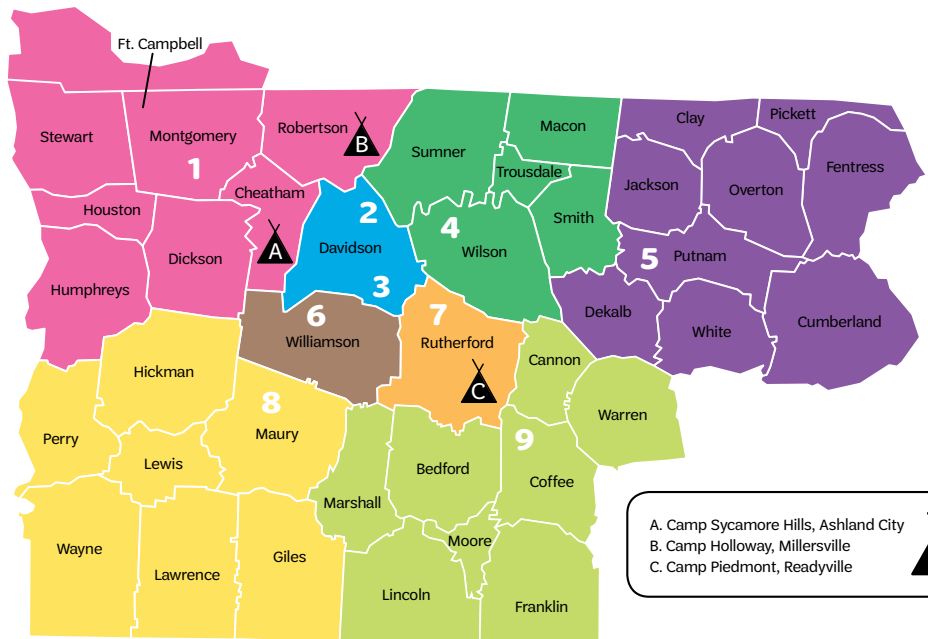 Ft. Campbell
Stewart
Montgomery
1
Robertson
B
Sumner
Macon
Clay
Pickett
Fentress
Trousdale
Jackson
Overton
Houston
Cheatham
2
Davidson
3
4
Wilson
Smith
5
Putnam
Humphreys
Dickson
A
6
Williamson
7
Rutherford
C
Dekalb
White
Cumberland
Hickman
Cannon
Warren
Perry
8
Maury
Lewis
9
Bedford
Coffee
Marshall
Moore
Wayne
Lawrence
Giles
Lincoln
Franklin
A. Camp Sycamore Hills, Ashland City
B. Camp Holloway, Millersville
C. Camp Piedmont, Readyville